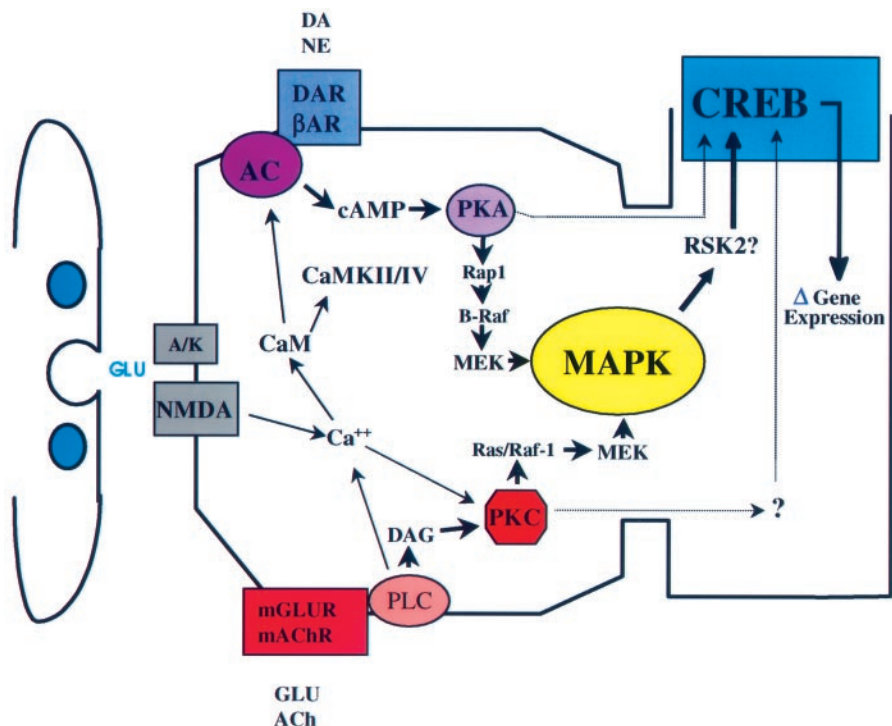 DA
NE
DAR
βAR
CREB
AC
cAMP
PKA
RSK2?
CaMKII/IV
Rap1
B-Raf
Δ Gene
Expression
A/K
CaM
MEK
MAPK
GLU
NMDA
Ca++
Ras/Raf-1
MEK
PKC
?
DAG
PLC
mGLUR
mAChR
GLU
ACh